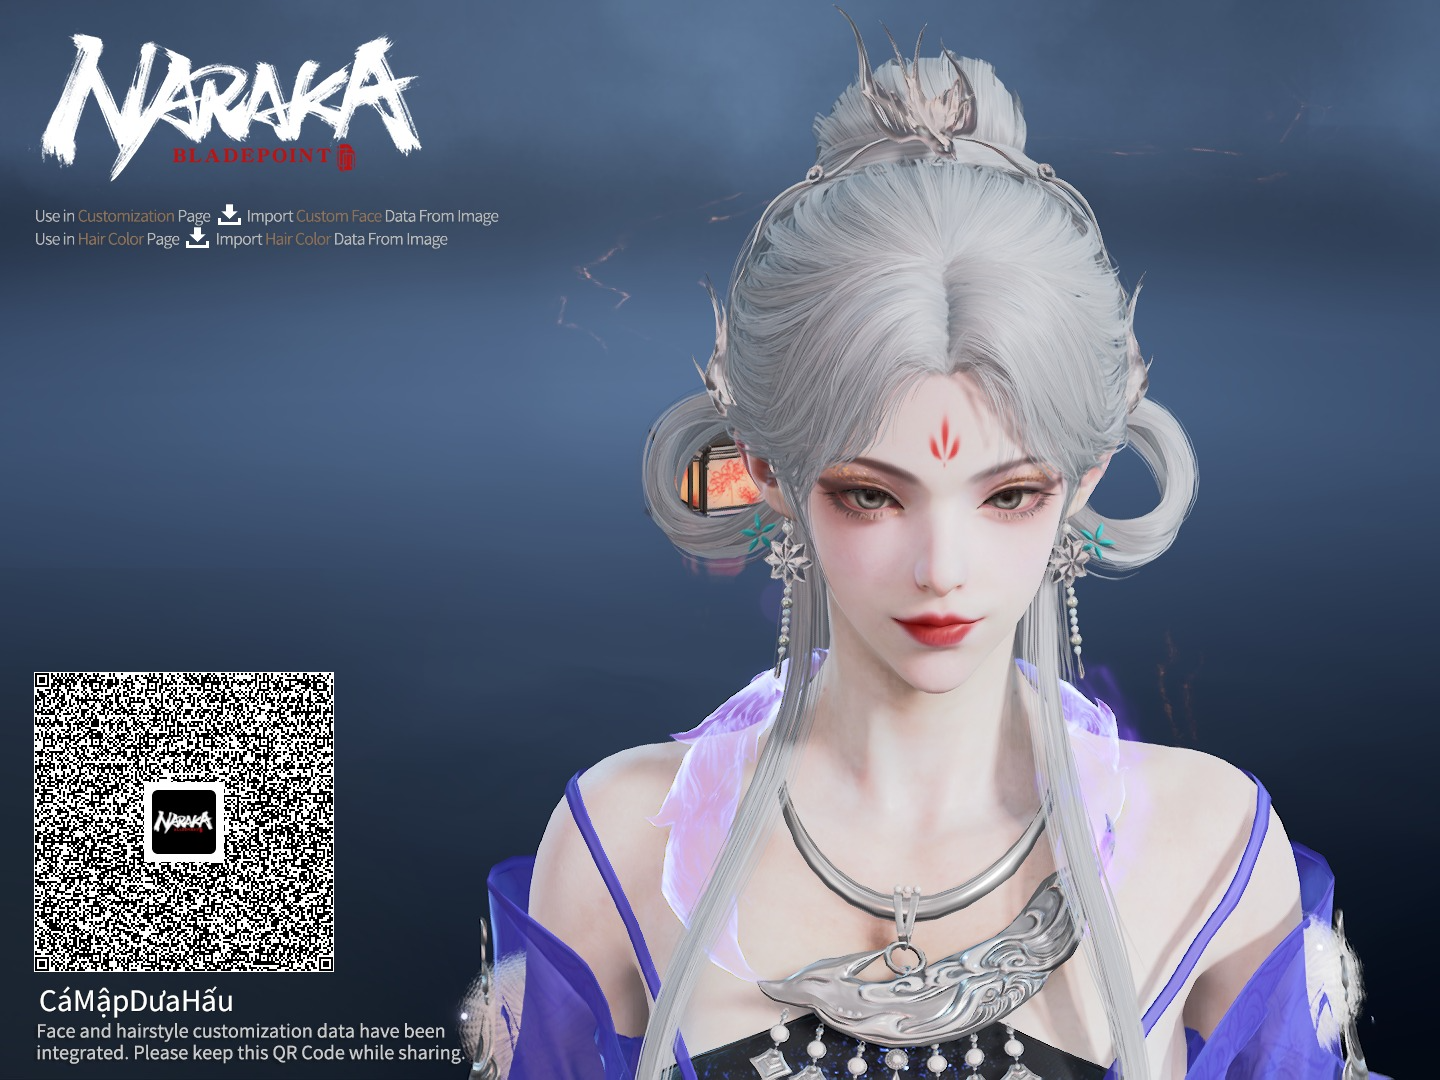 NARAKA
BLADEPOINT
Use in Customization Page Import Custom Face Data From Image
Use in Hair Color Page Import Hair Color Data From Image
NARAKA
CáMậpDưaHấu
Face and hairstyle customization data have been
integrated. Please keep this QR Code while sharing.